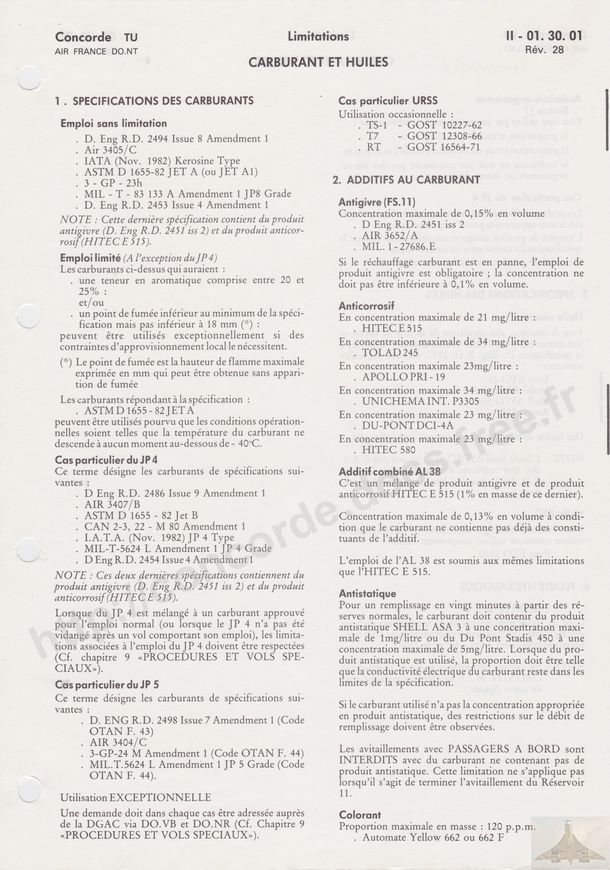 Concorde TU
AIR FRANCE DO.NT
Limitations
CARBURANT ET HUILES
II - 01. 30. 01
Rév. 28
1 . SPECIFICATIONS DES CARBURANTS
Emploi sans limitation
. D. Eng R.D. 2494 Issue 8 Amendment 1
. Air 3405/C
. IATA (Nov. 1982) Kerosine Type
. ASTM D 1655-82 JET A (ou JET A1)
. 3 - GP - 23h
. MIL - T - 83 133 A Amendment 1 JP8 Grade
. D. Eng R.D. 2453 Issue 4 Amendment 1
NOTE : Cette dernière spécification contient du produit
antigivre (D. Eng R.D. 2451 iss 2) et du produit anticor-
rosif (HITEC E 515).
Emploi limité (A l'exception du JP4)
Les carburants ci-dessus qui auraient :
. une teneur en aromatique comprise entre 20 et
25% :
et/ou
. un point de fumée inférieur au minimum de la spéci-
fication mais pas inférieur à 18 mm (*) :
peuvent être utilisés exceptionnellement si des
contraintes d'approvisionnement local le nécessitent.
(*) Le point de fumée est la hauteur de flamme maximale
exprimée en mm qui peut être obtenue sans appari-
tion de fumée
Les carburants répondant à la spécification :
. ASTM D 1655 - 82 JET A
peuvent être utilisés pourvu que les conditions opération-
nelles soient telles que la température du carburant ne
descende à aucun moment au-dessous de - 40°C.
Cas particulier du JP 4
Ce terme désigne les carburants de spécifications sui-
vantes :
. D Eng R.D. 2486 Issue 9 Amendment 1
. AIR 3407/B
. ASTM D 1655 - 82 Jet B
. CAN 2-3, 22 - M 80 Amendment 1
. I.A.T.A. (Nov. 1982) JP 4 Type
. MIL-T-5624 L Amendment 1 JP 4 Grade
. D Eng R.D. 2454 Issue 4 Amendment 1
NOTE : Ces deux dernières spécifications contiennent du
produit antigivre (D. Eng R.D. 2451 iss 2) et du produit
anticorrosif (HITEC E 515).
Lorsque du JP 4 est mélangé à un carburant approuvé
pour l'emploi normal (ou lorsque le JP 4 n'a pas été
vidangé après un vol comportant son emploi), les limita-
tions associées à l'emploi du JP 4 doivent être respectées
(Cf. chapitre 9 «PROCEDURES ET VOLS SPE-
CIAUX»).
Cas particulier du JP 5
Ce terme désigne les carburants de spécifications sui-
vantes :
. D. ENG R.D. 2498 Issue 7 Amendment 1 (Code
OTAN F. 43)
. AIR 3404/C
. 3-GP-24 M Amendment 1 (Code OTAN F. 44)
. MIL.T.5624 L Amendment 1 JP 5 Grade (Code
OTAN F. 44).
Utilisation EXCEPTIONNELLE
Une demande doit dans chaque cas être adressée auprès
de la DGAC via DO.VB et DO.NR (Cf. Chapitre 9
«PROCEDURES ET VOLS SPECIAUX»).
Cas particulier URSS
Utilisation occasionnelle :
. TS-1 - GOST 10227-62
. T7 - GOST 12308-66
. RT - GOST 16564-71
2. ADDITIFS AU CARBURANT
Antigivre (FS.11)
Concentration maximale de 0,15% en volume
. D Eng R.D. 2451 iss 2
. AIR 3652/A
. MIL. 1 - 27686.E
Si le réchauffage carburant est en panne, l'emploi de
produit antigivre est obligatoire ; la concentration ne
doit pas être inférieure à 0,1% en volume.
Anticorrosif
En concentration maximale de 21 mg/litre :
. HITEC E 515
En concentration maximale de 34 mg/litre :
. TOLAD 245
En concentration maximale 23mg/litre :
. APOLLO PRI - 19
En concentration maximale 34 mg/litre :
. UNICHEMA INT. P3305
En concentration maximale 23 mg/litre :
. DU-PONT DCI-4A
En concentration maximale 23 mg/litre :
. HITEC 580
Additif combiné AL 38
C'est un mélange de produit antigivre et de produit
anticorrosif HITEC E 515 (1% en masse de ce dernier).
Concentration maximale de 0,13% en volume à condi-
tion que le carburant ne contienne pas déjà des consti-
tuants de l'additif.
L'emploi de l'AL 38 est soumis aux mêmes limitations
que l'HITEC E 515.
Antistatique
Pour un remplissage en vingt minutes à partir des ré-
serves normales, le carburant doit contenir du produit
antistatique SHELL ASA 3 à une concentration maxi-
male de 1mg/litre ou du Du Pont Stadis 450 à une
concentration maximale de 5mg/litre. Lorsque du pro-
duit antistatique est utilisé, la proportion doit être telle
que la conductivité électrique du carburant reste dans les
limites de la spécification.
Si le carburant utilisé n'a pas la concentration appropriée
en produit antistatique, des restrictions sur le débit de
remplissage doivent être observées.
Les avitaillements avec PASSAGERS A BORD sont
INTERDITS avec du carburant ne contenant pas de
produit antistatique. Cette limitation ne s'applique pas
lorsqu'il s'agit de terminer l'avitaillement du Réservoir
11.
Colorant
Proportion maximale en masse : 120 p.p.m.
. Automate Yellow 662 ou 662 F
http://concorde-docs.free.fr